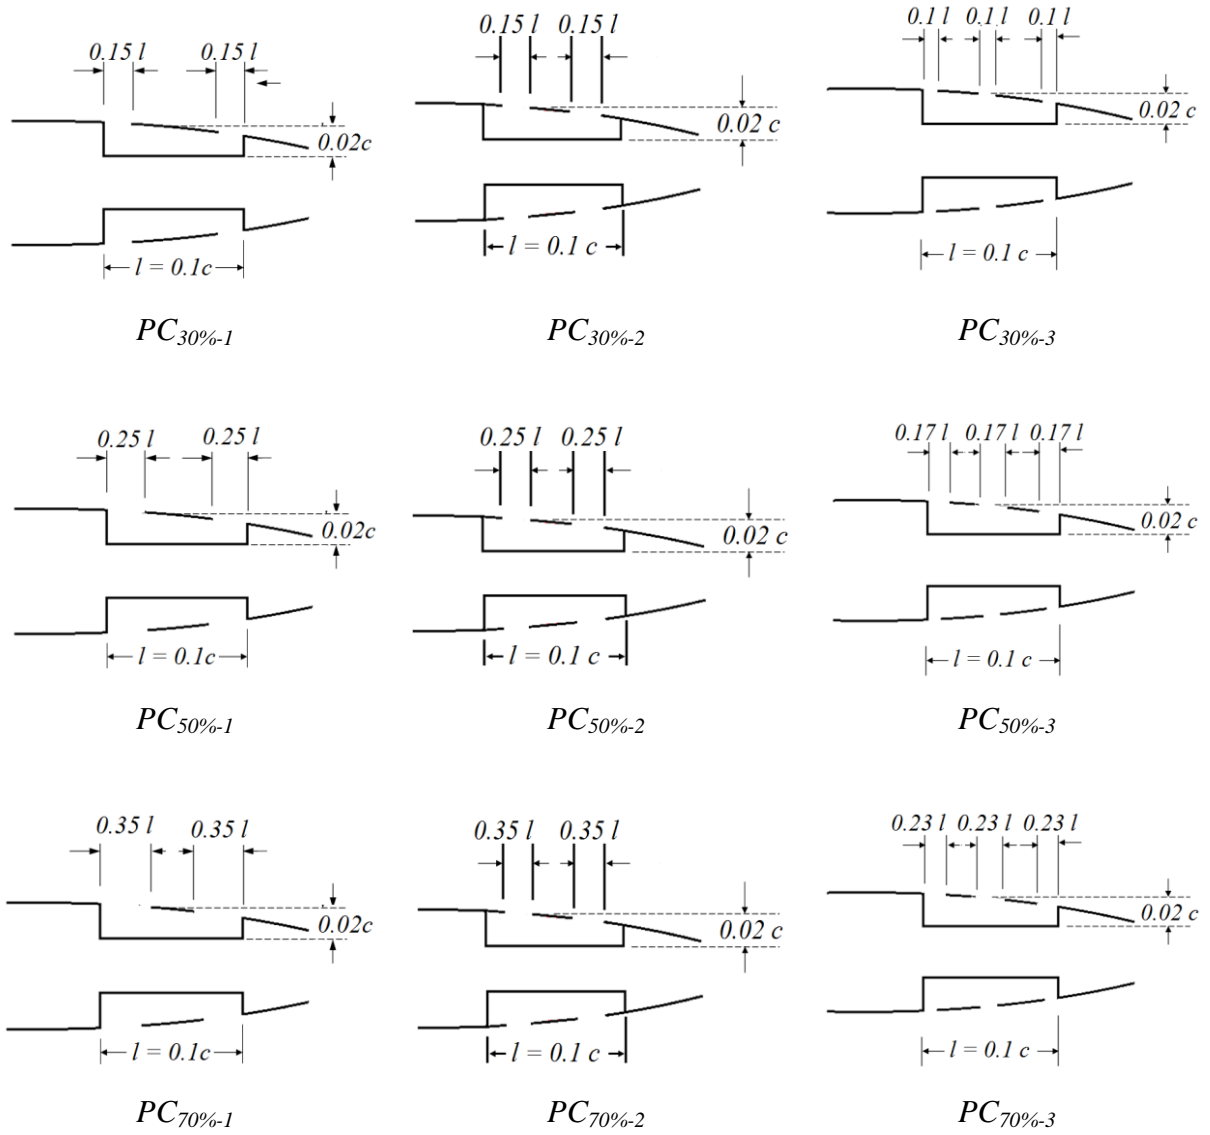 0.15 l 0.15 l
0.02c
l = 0.1c
PC30%-1
0.15 l 0.15 l
0.02 c
l = 0.1 c
PC30%-2
0.1 l 0.1 l 0.1 l
0.02 c
l = 0.1 c
PC30%-3
0.25 l 0.25 l
0.02c
l = 0.1c
PC50%-1
0.25 l 0.25 l
0.02 c
l = 0.1 c
PC50%-2
0.17 l 0.17 l 0.17 l
0.02 c
l = 0.1 c
PC50%-3
0.35 l 0.35 l
0.02c
l = 0.1c
PC70%-1
0.35 l 0.35 l
0.02 c
l = 0.1 c
PC70%-2
0.23 l 0.23 l 0.23 l
0.02 c
l = 0.1 c
PC70%-3